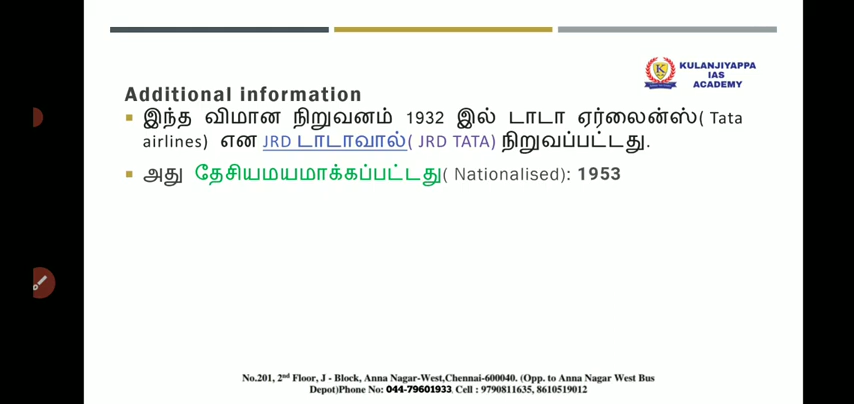 KULANJIYAPPA
IAS
ACADEMY
Additional information
இந்த விமான நிறுவனம் 1932 இல் டாடா ஏர்லைன்ஸ்( Tata
airlines) என JRD டாடாவால்( JRD TATA) நிறுவப்பட்டது.
அது தேசியமயமாக்கப்பட்டது( Nationalised): 1953
No.201, 2nd Floor, J - Block, Anna Nagar-West,Chennai-600040. (Opp. to Anna Nagar West Bus
Depot)Phone No: 044-79601933, Cell : 9790811635, 8610519012